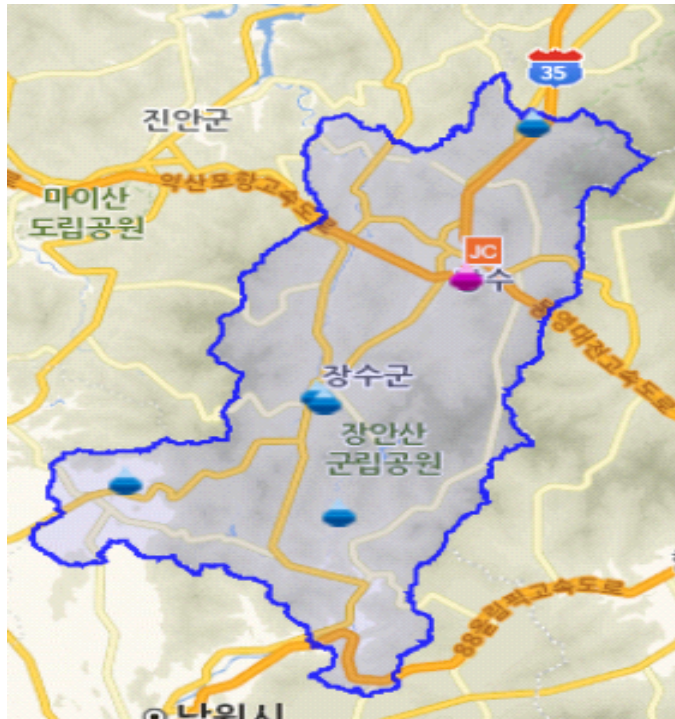 35
진안군
익산포항고속도로
마이산
도립공원
JC
수
통영대전고속도로
장수군
장안산
군립공원
88올림픽고속도로
남원시